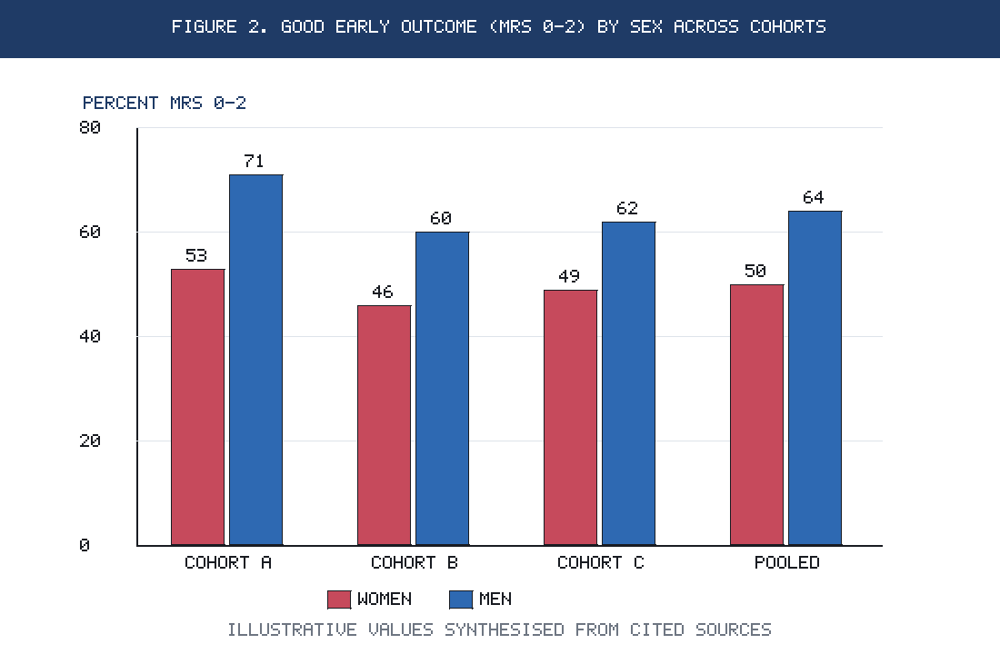 FIGURE 2. GOOD EARLY OUTCOME (MRS 0-2) BY SEX ACROSS COHORTS
PERCENT MRS 0-2
80
60
40
20
0
71
53
60
46
62
49
64
50
COHORT A
COHORT B
COHORT C
POOLED
WOMEN
MEN
ILLUSTRATIVE VALUES SYNTHESISED FROM CITED SOURCES